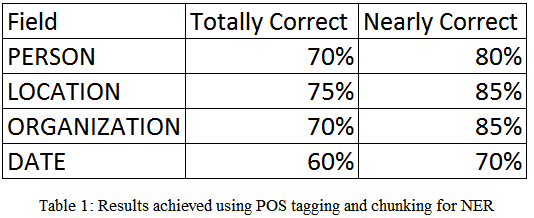 Field Totally Correct Nearly Correct
PERSON 70% 80%
LOCATION 75% 85%
ORGANIZATION 70% 85%
DATE 60% 70%
Table 1: Results achieved using POS tagging and chunking for NER